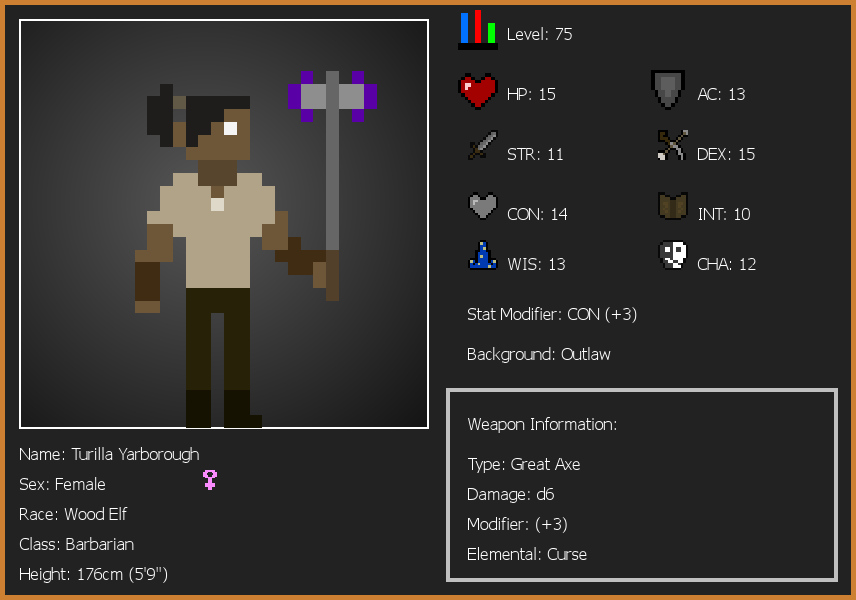 Level: 75
HP: 15
AC: 13
STR: 11
DEX: 15
CON: 14
INT: 10
WIS: 13
CHA: 12
Stat Modifier: CON (+3)
Background: Outlaw
Weapon Information:
Type: Great Axe
Damage: d6
Modifier: (+3)
Elemental: Curse
Name: Turilla Yarborough
Sex: Female
Race: Wood Elf
Class: Barbarian
Height: 176cm (5'9")